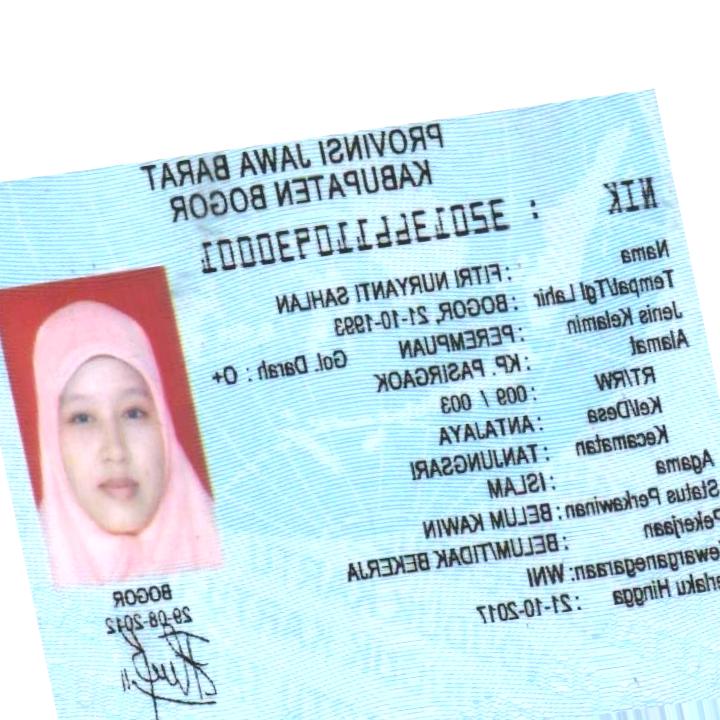 PROVINSI JAWA BARAT
KABUPATEN BOGOR
NIK :
Nama : FITRI NURYANTI SAHLAN
Tempat/Tgl Lahir : BOGOR, 21-10-1993
Jenis Kelamin : PEREMPUAN Gol. Darah : O+
Alamat : KP. PASIRGAOK
RT/RW : 009 / 003
Kel/Desa : ANTAJAYA
Kecamatan : TANJUNGSARI
Agama : ISLAM
Status Perkawinan: BELUM KAWIN
Pekerjaan : BELUM/TIDAK BEKERJA
Kewarganegaraan: WNI
Berlaku Hingga : 21-10-2017
BOGOR
29-08-2012